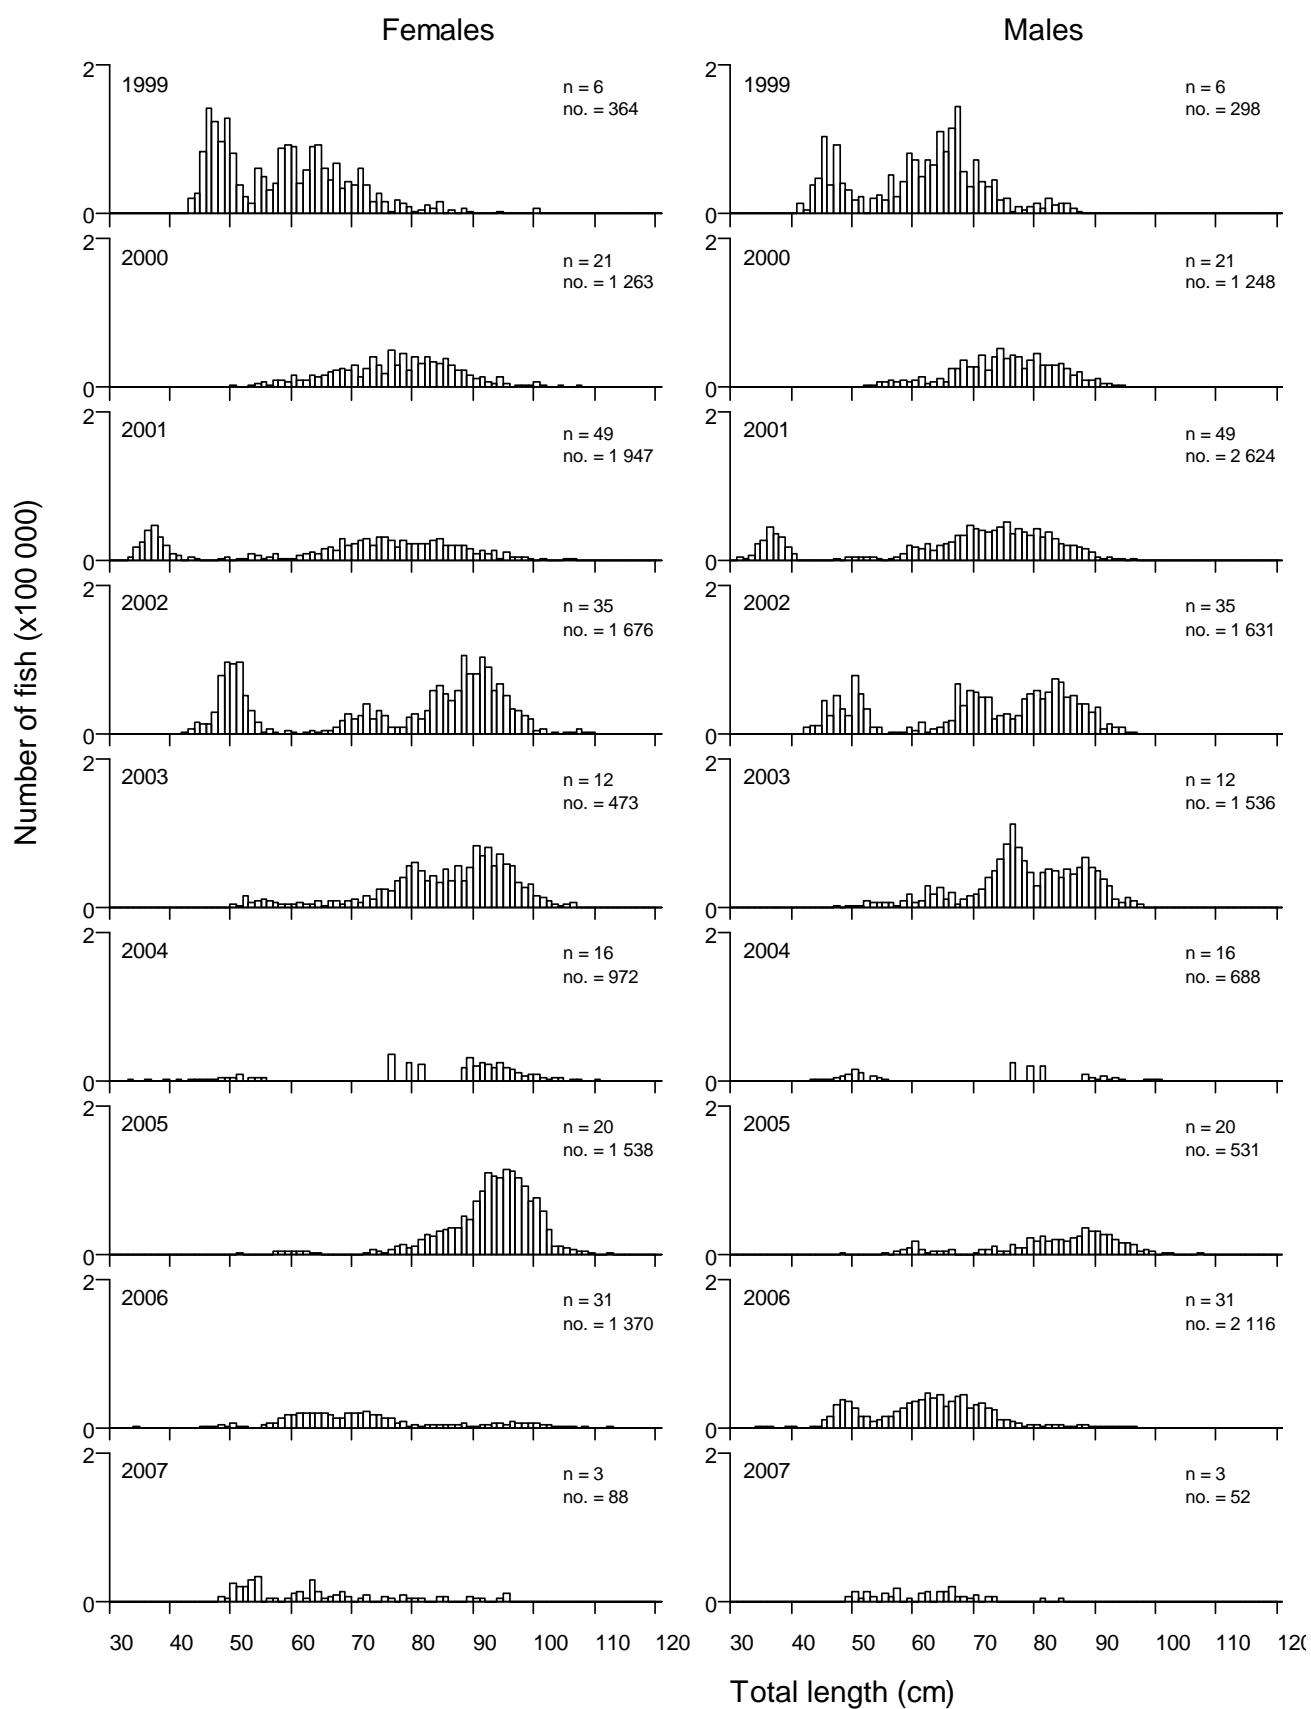 Females Males
2 1999 n = 6 2 1999 n = 6
no. = 364 no. = 298
0 0
2 2000 n = 21 2 2000 n = 21
no. = 1 263 no. = 1 248
0 0
2 2001 n = 49 2 2001 n = 49
no. = 1 947 no. = 2 624
0 0
2 2002 n = 35 2 2002 n = 35
no. = 1 676 no. = 1 631
0 0
2 2003 n = 12 2 2003 n = 12
no. = 473 no. = 1 536
0 0
2 2004 n = 16 2 2004 n = 16
no. = 972 no. = 688
0 0
2 2005 n = 20 2 2005 n = 20
no. = 1 538 no. = 531
0 0
2 2006 n = 31 2 2006 n = 31
no. = 1 370 no. = 2 116
0 0
2 2007 n = 3 2 2007 n = 3
no. = 88 no. = 52
0 0
30 40 50 60 70 80 90 100 110 120 30 40 50 60 70 80 90 100 110
Total length (cm)
Number of fish (x100 000)